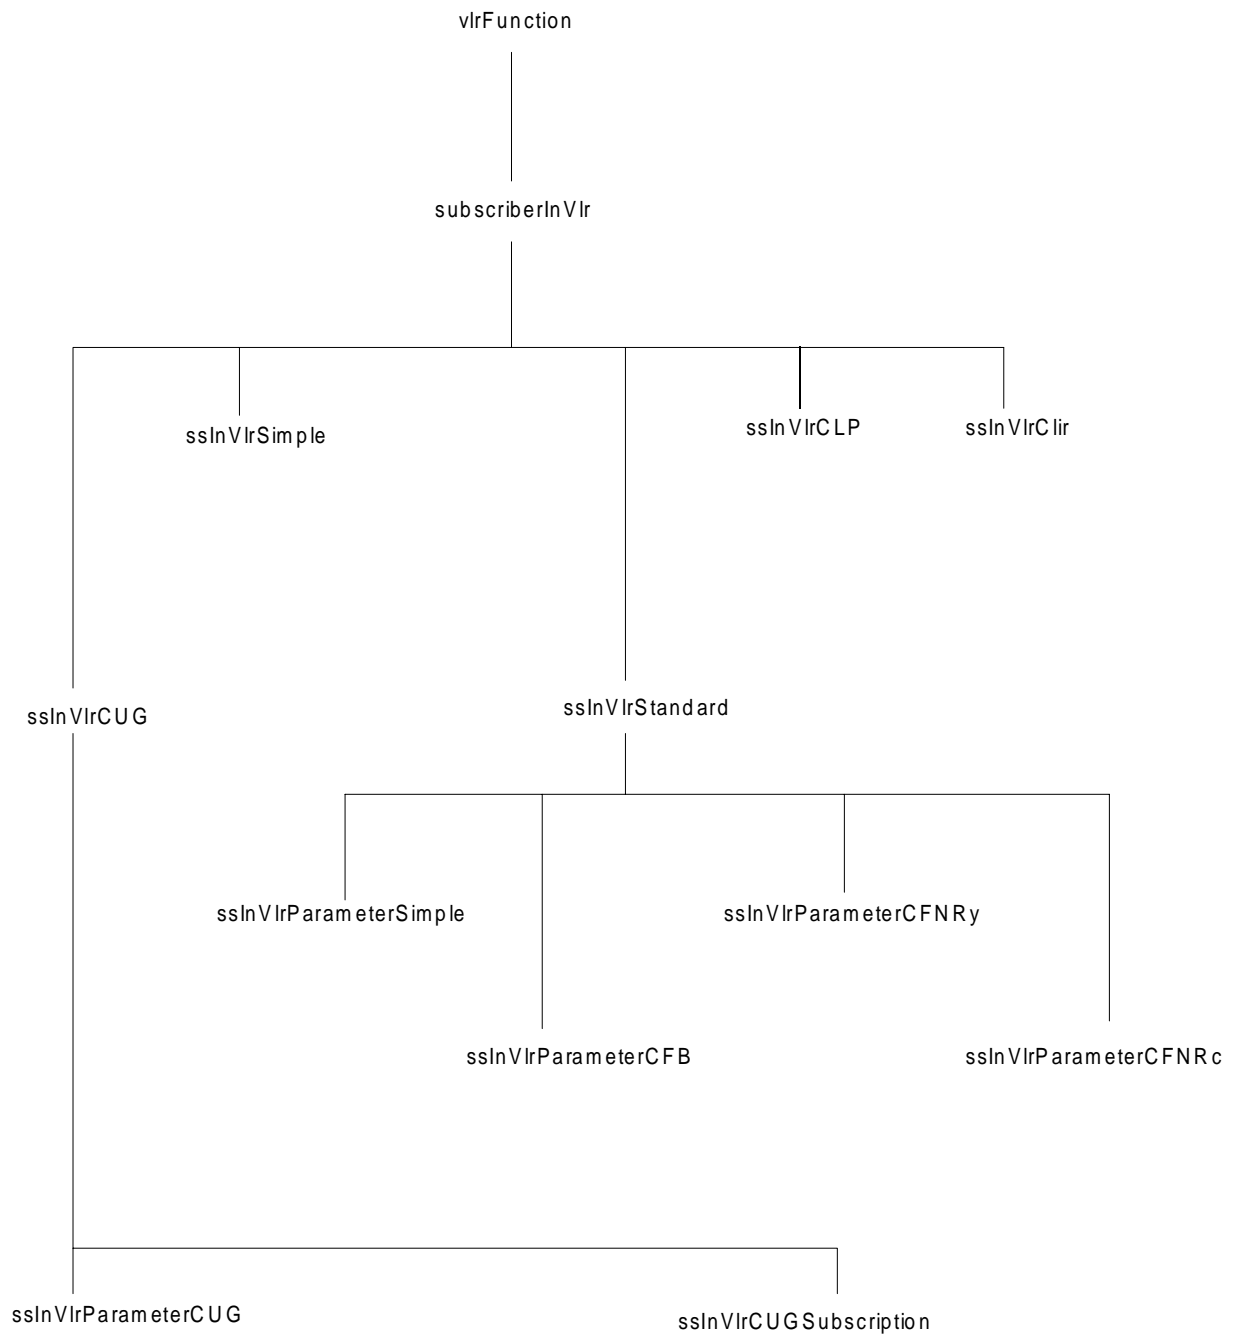 vlrFunction
subscriberInVlr
ssInVlrSimple
ssInVlrCLP
ssInVlrClir
ssInVlrCUG
ssInVlrStandard
ssInVlrParameterSimple
ssInVlrParameterCFNRy
ssInVlrParameterCFB
ssInVlrParameterCFNRc
ssInVlrParameterCUG
ssInVlrCUGSubscription